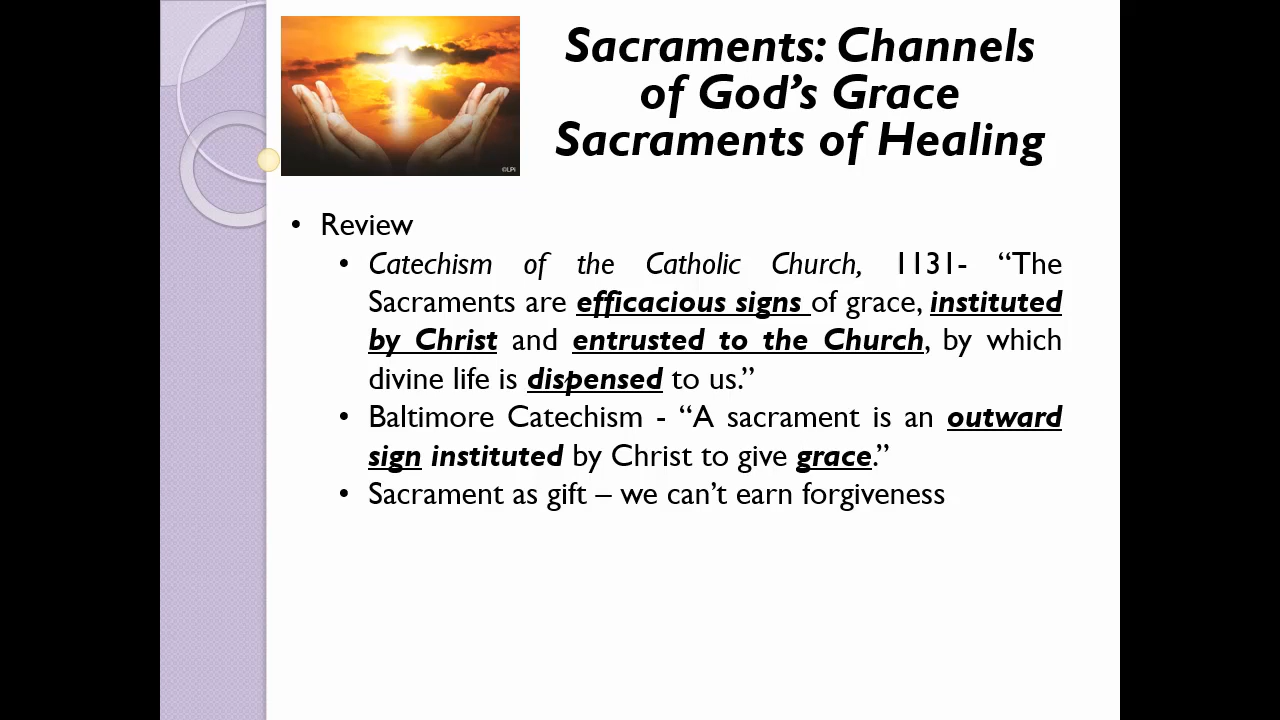 Sacraments: Channels
of God’s Grace
Sacraments of Healing
©LPi
• Review
• Catechism of the Catholic Church, 1131- “The
Sacraments are efficacious signs of grace, instituted
by Christ and entrusted to the Church, by which
divine life is dispensed to us.”
• Baltimore Catechism - “A sacrament is an outward
sign instituted by Christ to give grace.”
• Sacrament as gift – we can’t earn forgiveness